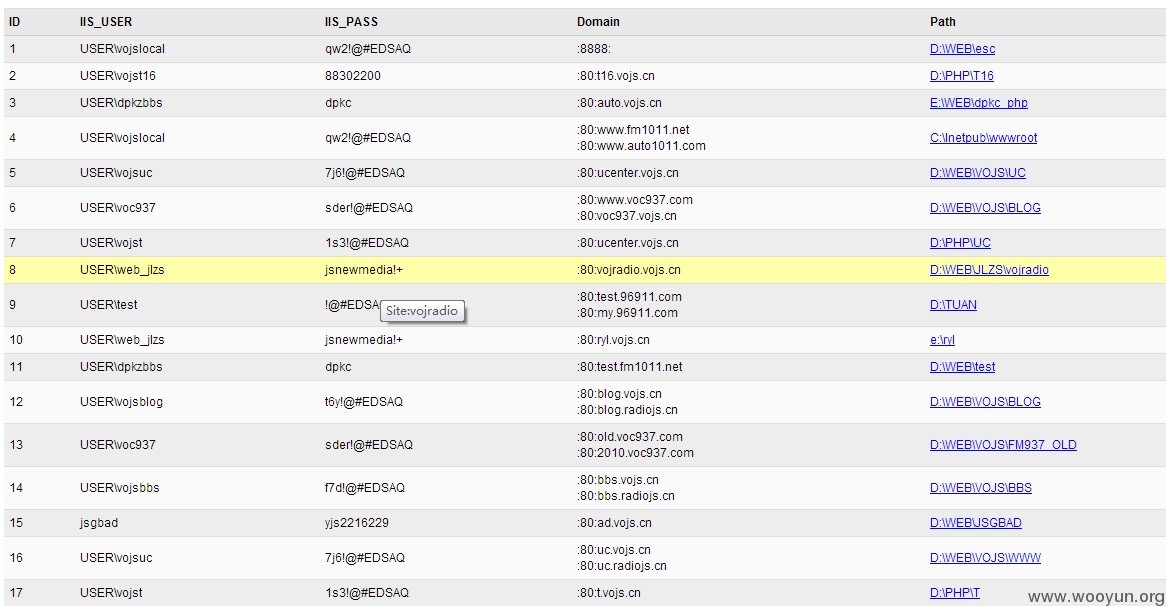 ID IIS_USER IIS_PASS Domain Path
1 USER\vojslocal qw2!@#EDSAQ :8888: D:\WEB\esc
2 USER\vojst16 88302200 :80:t16.vojs.cn D:\PHP\T16
3 USER\dpkzbbs dpkc :80:auto.vojs.cn E:\WEB\dpkc_php
4 USER\vojslocal qw2!@#EDSAQ :80:www.fm1011.net C:\Inetpub\wwwroot
:80:www.auto1011.com
5 USER\vojsuc 7j6!@#EDSAQ :80:ucenter.vojs.cn D:\WEB\VOJS\UC
6 USER\voc937 sder!@#EDSAQ :80:www.voc937.com D:\WEB\VOJS\BLOG
:80:voc937.vojs.cn
7 USER\vojst 1s3!@#EDSAQ :80:ucenter.vojs.cn D:\PHP\UC
8 USER\web_jlzs jsnewmedia!+ :80:vojradio.vojs.cn D:\WEB\JLZS\vojradio
9 USER\test !@#EDSA :80:test.96911.com D:\TUAN
:80:my.96911.com
Site:vojradio
10 USER\web_jlzs jsnewmedia!+ :80:ryl.vojs.cn e:\ryl
11 USER\dpkzbbs dpkc :80:test.fm1011.net D:\WEB\test
12 USER\vojsblog t6y!@#EDSAQ :80:blog.vojs.cn D:\WEB\VOJS\BLOG
:80:blog.radiojs.cn
13 USER\voc937 sder!@#EDSAQ :80:old.voc937.com D:\WEB\VOJS\FM937_OLD
:80:2010.voc937.com
14 USER\vojsbbs f7d!@#EDSAQ :80:bbs.vojs.cn D:\WEB\VOJS\BBS
:80:bbs.radiojs.cn
15 jsgbad yjs2216229 :80:ad.vojs.cn D:\WEB\JSGBAD
16 USER\vojsuc 7j6!@#EDSAQ :80:uc.vojs.cn D:\WEB\VOJS\WWW
:80:uc.radiojs.cn
17 USER\vojst 1s3!@#EDSAQ :80:t.vojs.cn D:\PHP\T
www.wooyun.org